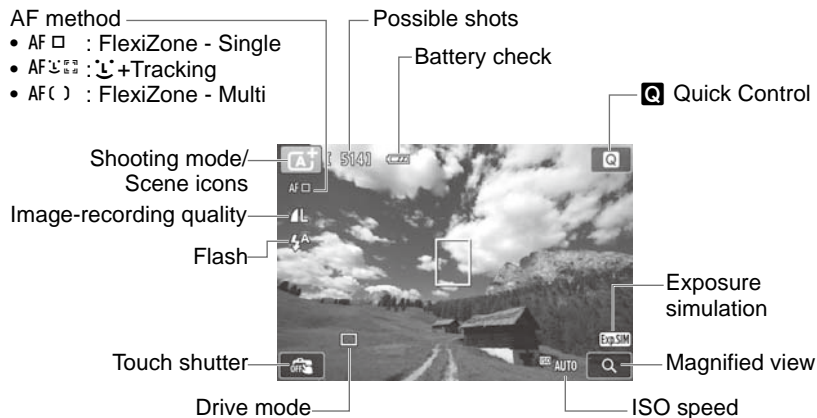 AF method
• AF□ : FlexiZone - Single
• AF : +Tracking
• AF( ) : FlexiZone - Multi
Possible shots
Battery check
Q Quick Control
Shooting mode/
Scene icons
Image-recording quality
Flash
Touch shutter
Drive mode
Exposure
simulation
Magnified view
ISO speed
A+ [ 514] Q
AF□
L
A
Exp.SIM
OFF
ISO AUTO